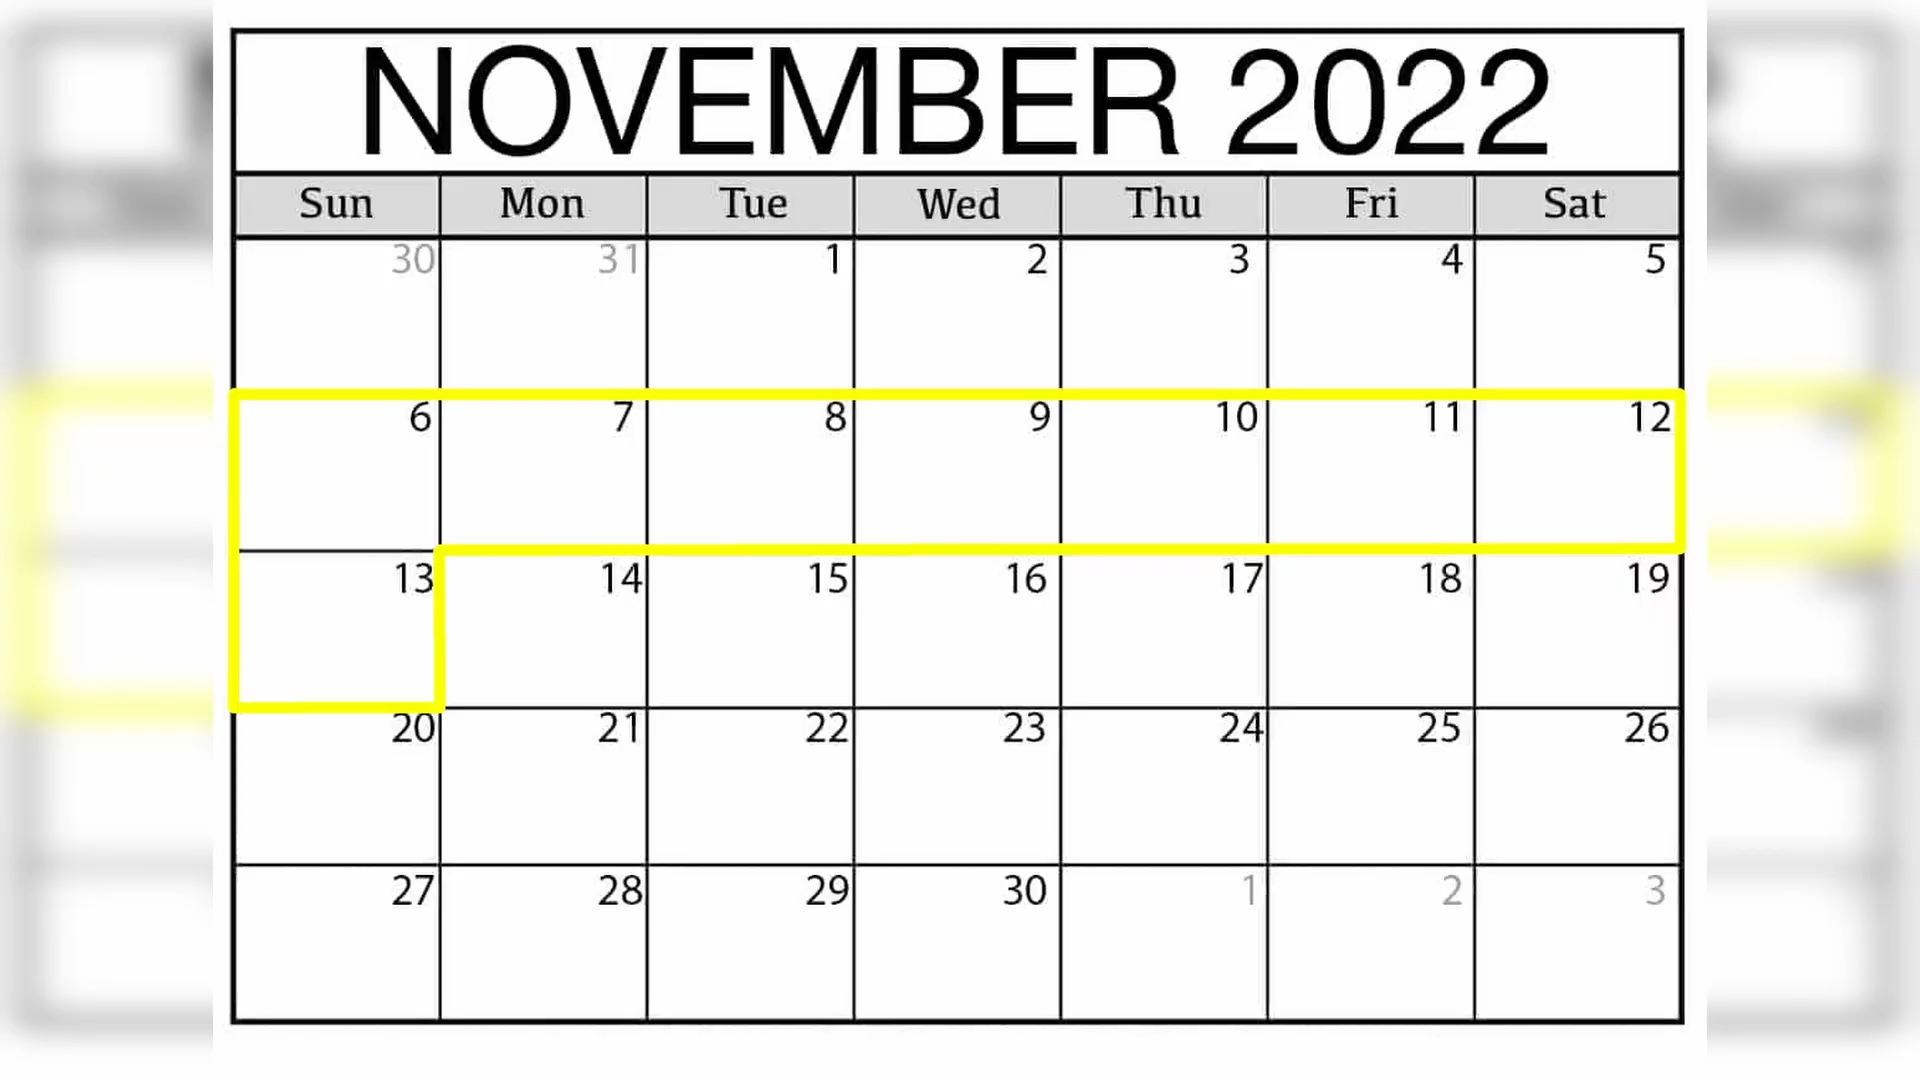 NOVEMBER 2022
Sun Mon Tue Wed Thu Fri Sat
30 31 1 2 3 4 5
6 7 8 9 10 11 12
13 14 15 16 17 18 19
20 21 22 23 24 25 26
27 28 29 30 1 2 3